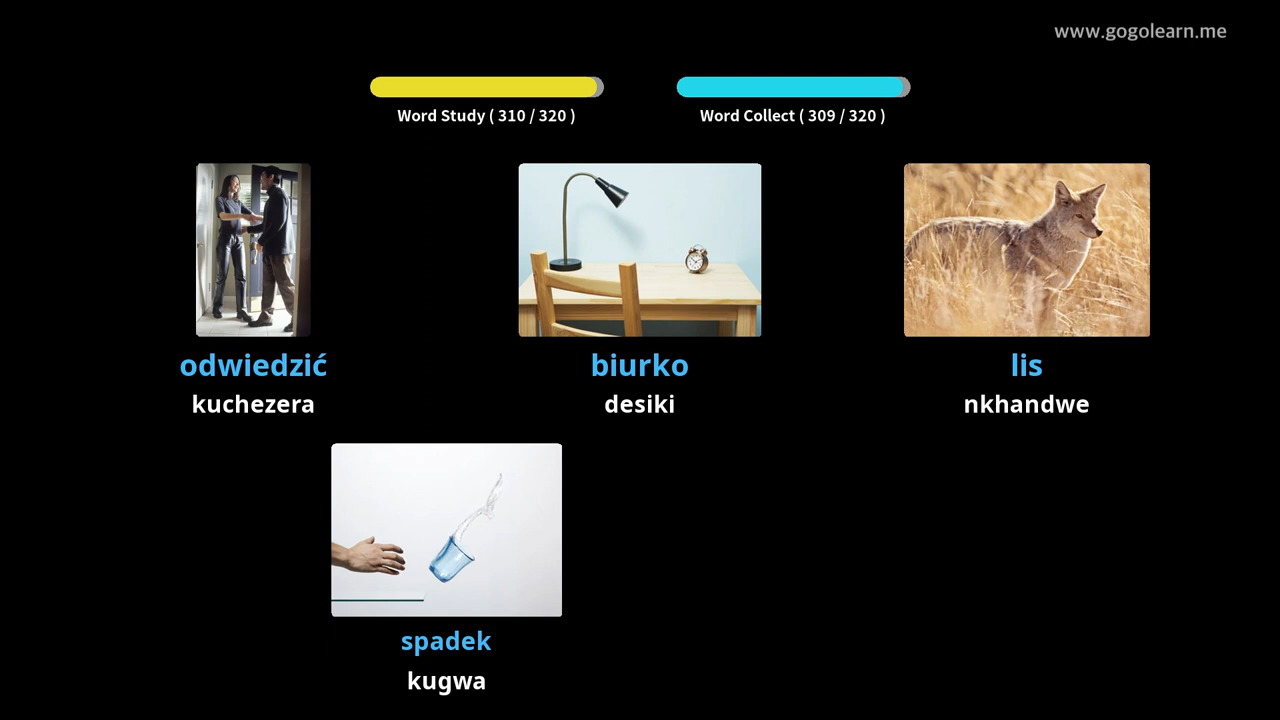 www.gogolearn.me
Word Study ( 310 / 320 )
Word Collect ( 309 / 320 )
odwiedzić
kuchezera
biurko
desiki
lis
nkhandwe
spadek
kugwa